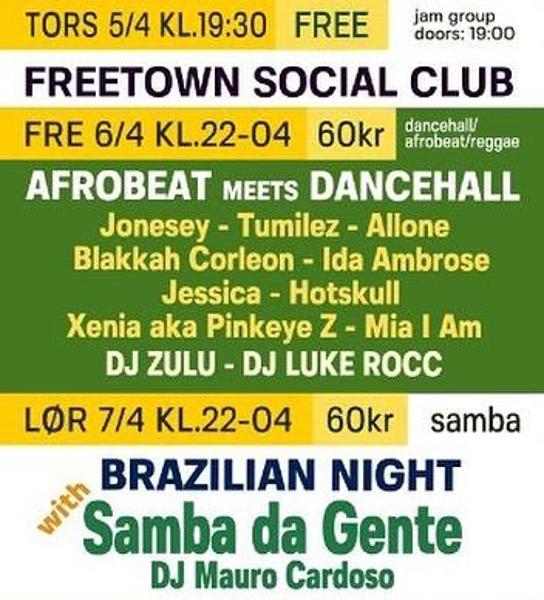 TORS 5/4 KL.19:30 FREE jam group
doors: 19:00
FREETOWN SOCIAL CLUB
FRE 6/4 KL.22-04 60kr dancehall/
afrobeat/reggae
AFROBEAT MEETS DANCEHALL
Jonesey - Tumilez - Allone
Blakkah Corleon - Ida Ambrose
Jessica - Hotskull
Xenia aka Pinkeye Z - Mia I Am
DJ ZULU - DJ LUKE ROCC
LØR 7/4 KL.22-04 60kr samba
BRAZILIAN NIGHT
with Samba da Gente
DJ Mauro Cardoso